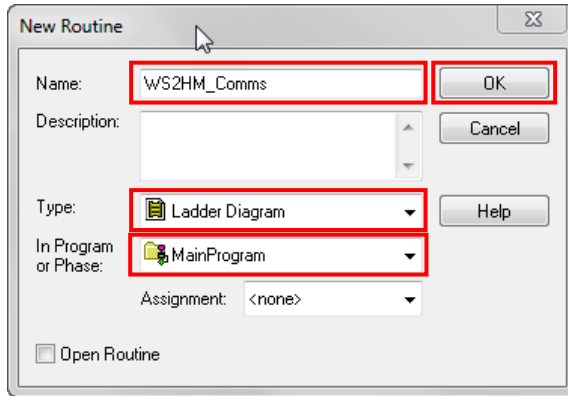 New Routine
Name: WS2HM_Comms OK
Description: Cancel
Type: Ladder Diagram Help
In Program
or Phase: MainProgram
Assignment: <none>
Open Routine